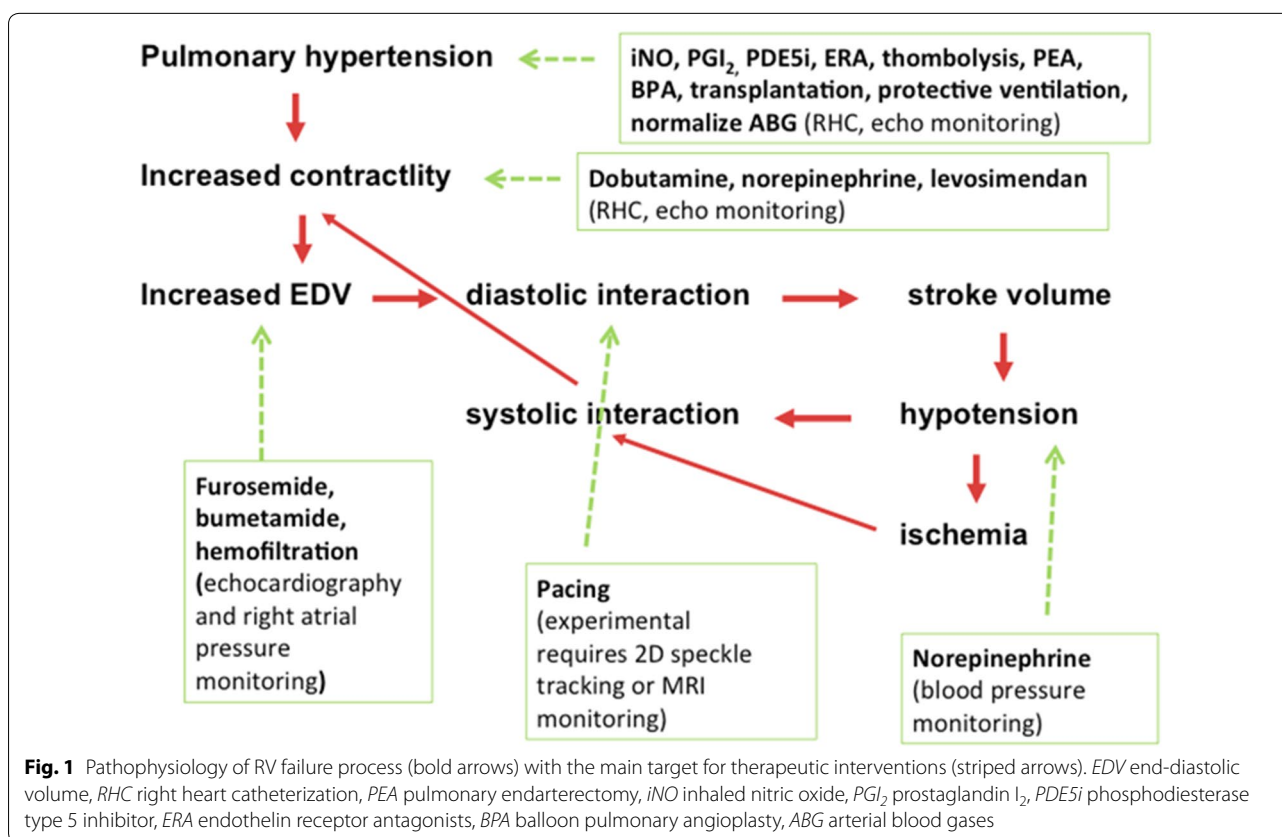 Pulmonary hypertension
iNO, PGI2, PDE5i, ERA, thombolysis, PEA,
BPA, transplantation, protective ventilation,
normalize ABG (RHC, echo monitoring)
Increased contractlity
Dobutamine, norepinephrine, levosimendan
(RHC, echo monitoring)
Increased EDV
diastolic interaction
stroke volume
systolic interaction
hypotension
ischemia
Furosemide,
bumetamide,
hemofiltration
(echocardiography
and right atrial
pressure
monitoring)
Pacing
(experimental
requires 2D speckle
tracking or MRI
monitoring)
Norepinephrine
(blood pressure
monitoring)
Fig. 1 Pathophysiology of RV failure process (bold arrows) with the main target for therapeutic interventions (striped arrows). EDV end-diastolic
volume, RHC right heart catheterization, PEA pulmonary endarterectomy, iNO inhaled nitric oxide, PGI2 prostaglandin I2, PDE5i phosphodiesterase
type 5 inhibitor, ERA endothelin receptor antagonists, BPA balloon pulmonary angioplasty, ABG arterial blood gases